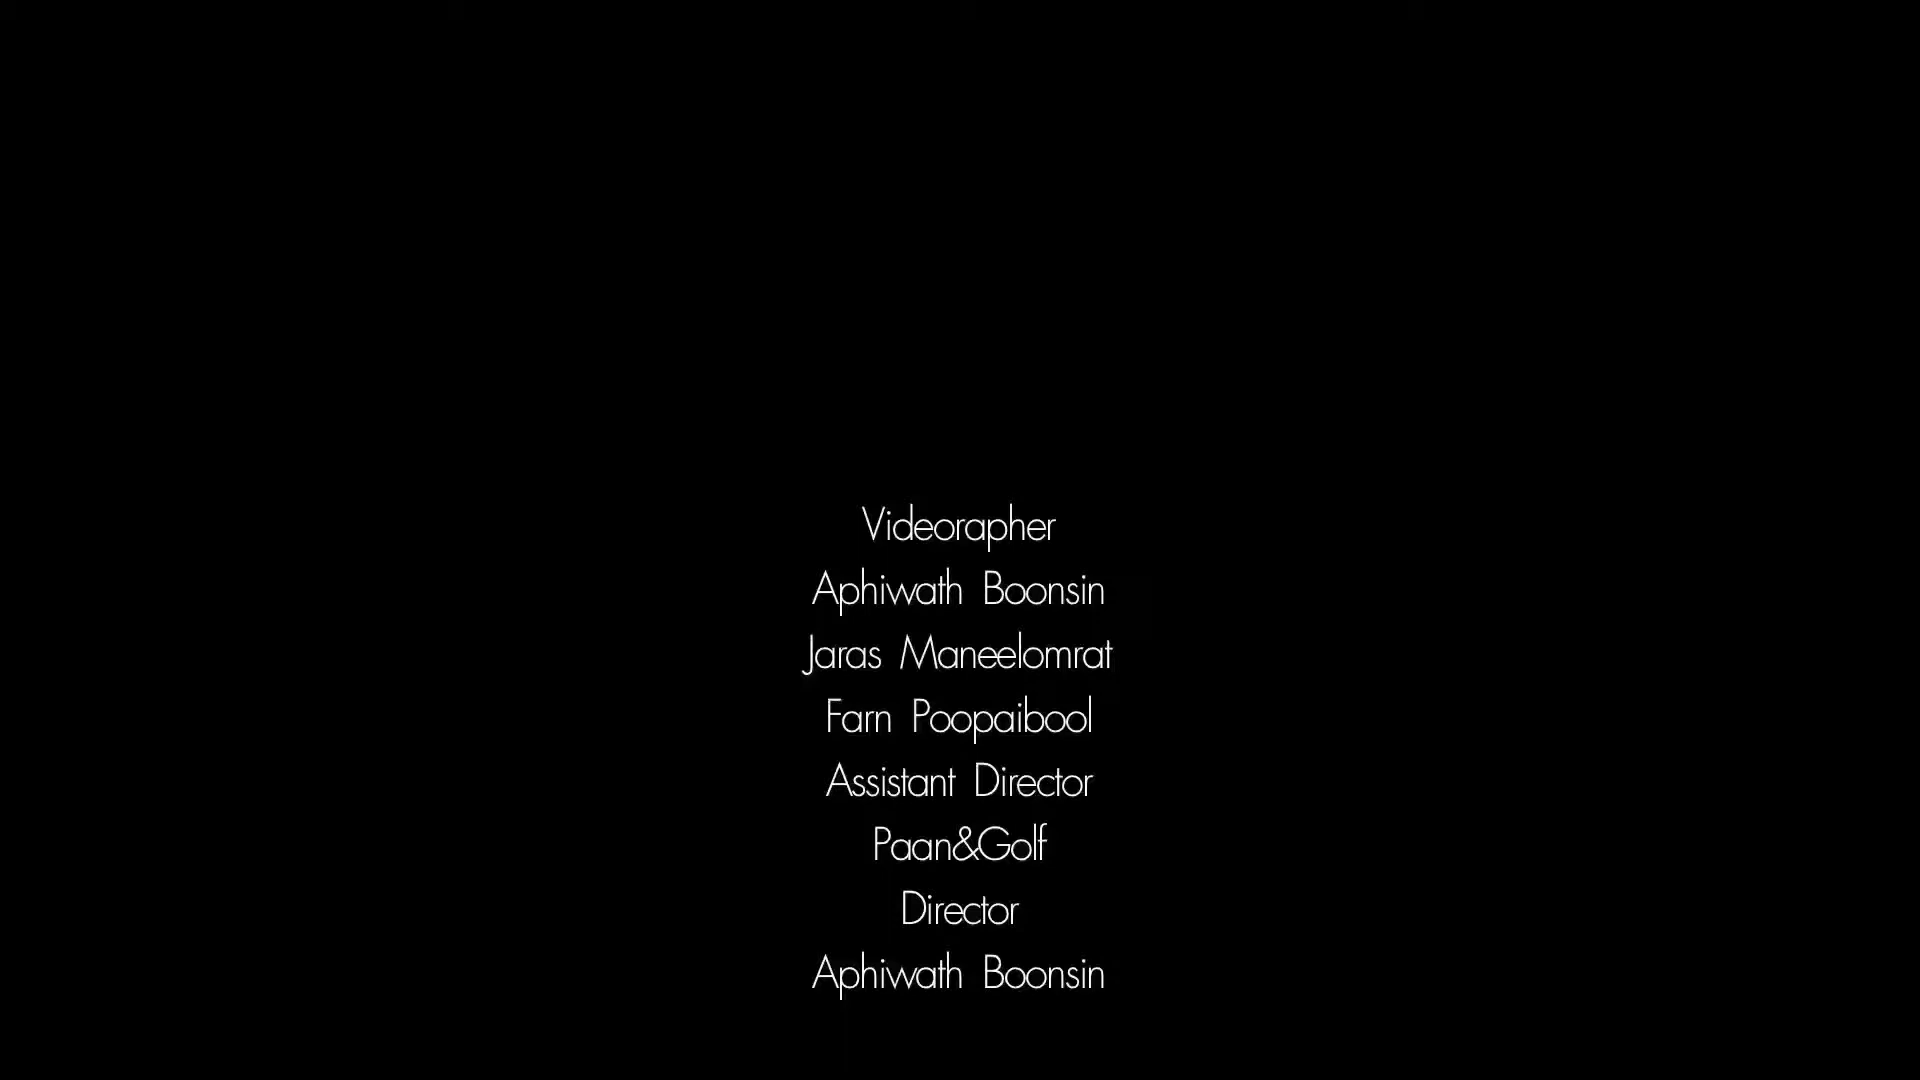 Videorapher
Aphiwath Boonsin
Jaras Maneelomrat
Farn Poopaibool
Assistant Director
Paan&Golf
Director
Aphiwath Boonsin